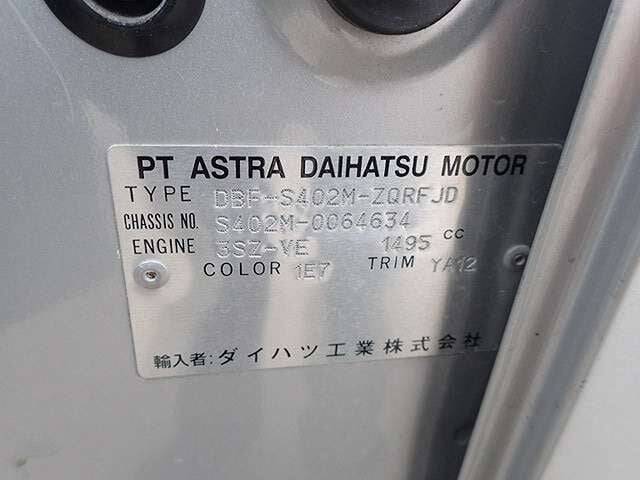 PT ASTRA DAIHATSU MOTOR
TYPE DBF-S402M-ZQRFJD
CHASSIS NO. S402M-0064634
ENGINE 3SZ-VE 1495 cc
COLOR 1E7 TRIM YA12
輸入者: ダイハツ工業株式会社